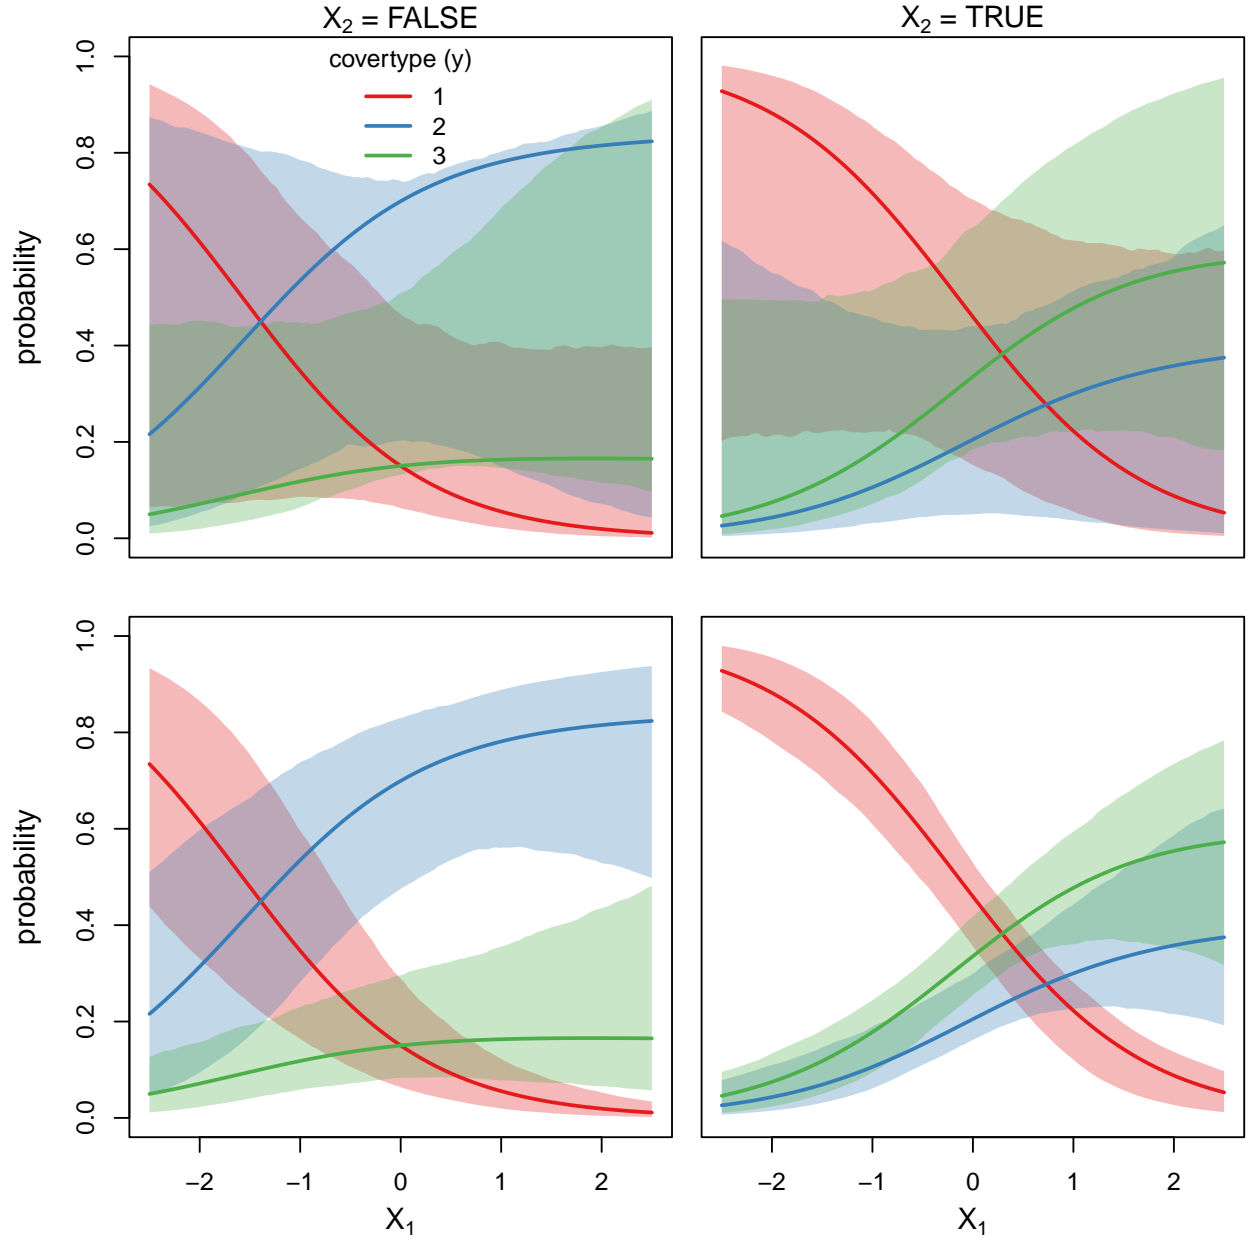 X₂ = FALSE
X₂ = TRUE
covertype (y)
1
2
3
probability
0.0
0.2
0.4
0.6
0.8
1.0
probability
0.0
0.2
0.4
0.6
0.8
1.0
−2 −1 0 1 2
−2 −1 0 1 2
X₁
X₁